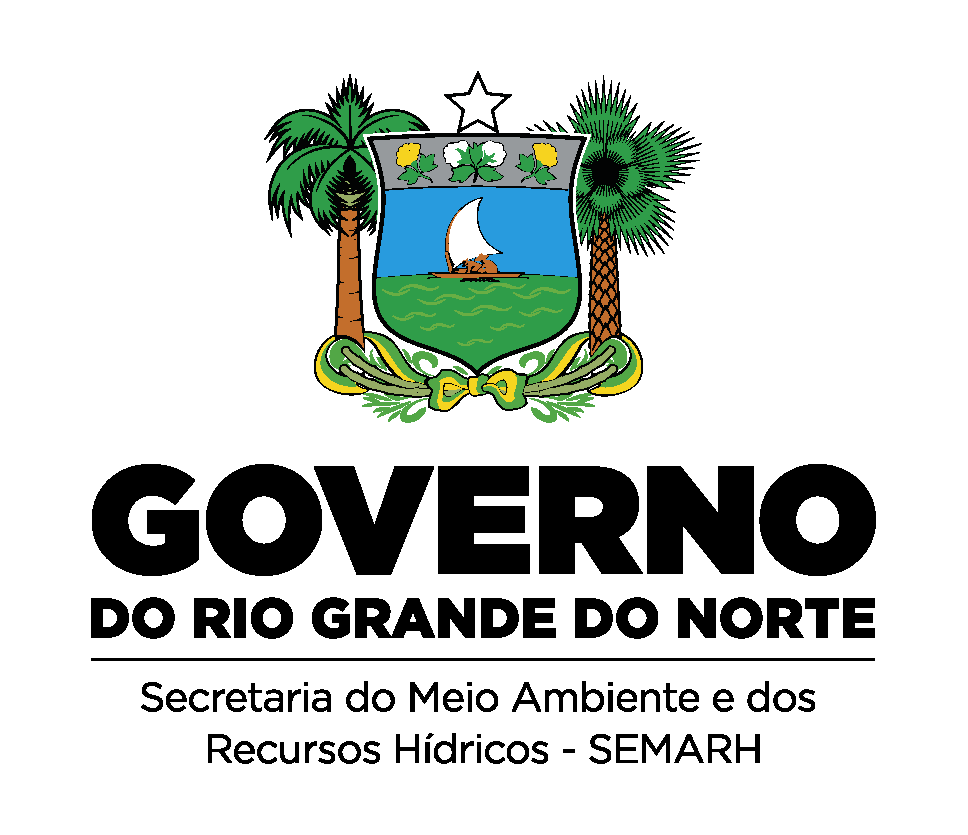 GOVERNO
DO RIO GRANDE DO NORTE
Secretaria do Meio Ambiente e dos
Recursos Hídricos - SEMARH